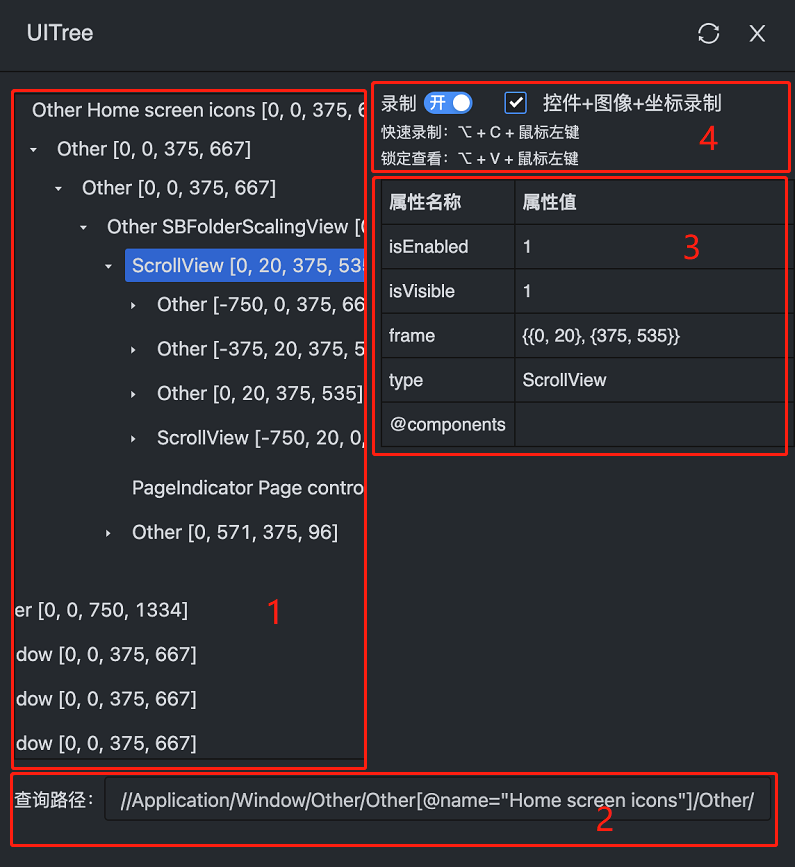 UITree
Other Home screen icons [0, 0, 375, 6
Other [0, 0, 375, 667]
Other [0, 0, 375, 667]
Other SBFolderScalingView [0
ScrollView [0, 20, 375, 535
Other [-750, 0, 375, 66
Other [-375, 20, 375, 5
Other [0, 20, 375, 535]
ScrollView [-750, 20, 0,
PageIndicator Page contro
Other [0, 571, 375, 96]
er [0, 0, 750, 1334]
1
dow [0, 0, 375, 667]
dow [0, 0, 375, 667]
dow [0, 0, 375, 667]
录制 开 控件+图像+坐标录制
快速录制：⌥ + C + 鼠标左键
4
锁定查看：⌥ + V + 鼠标左键
属性名称 属性值
isEnabled 1
3
isVisible 1
frame {{0, 20}, {375, 535}}
type ScrollView
@components
查询路径： //Application/Window/Other/Other[@name="Home screen icons"]/Other/
2